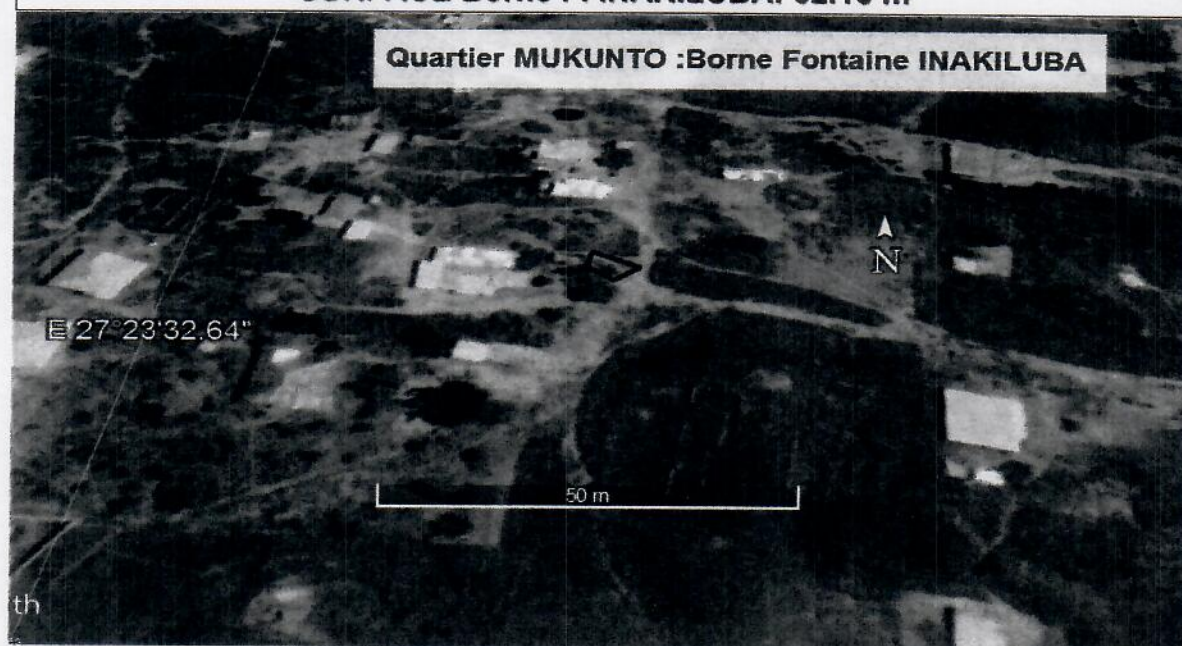 Quartier MUKUNTO :Borne Fontaine INAKILUBA
N
E 27°23'32.64"
50 m
th